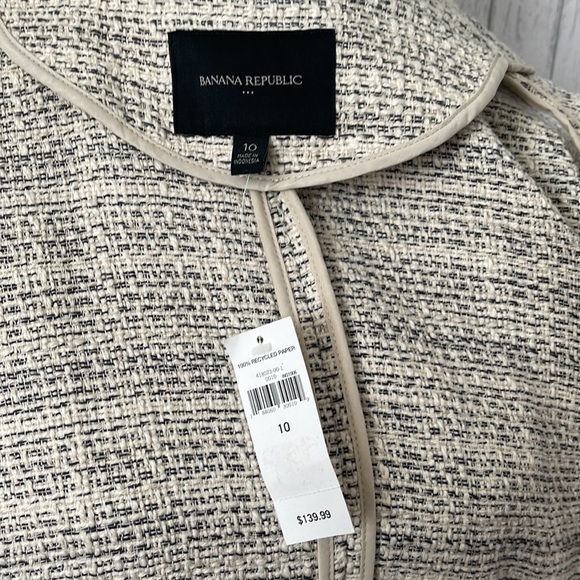 BANANA REPUBLIC
10
MADE IN
INDONESIA
100% RECYCLED PAPER
10
$139.99